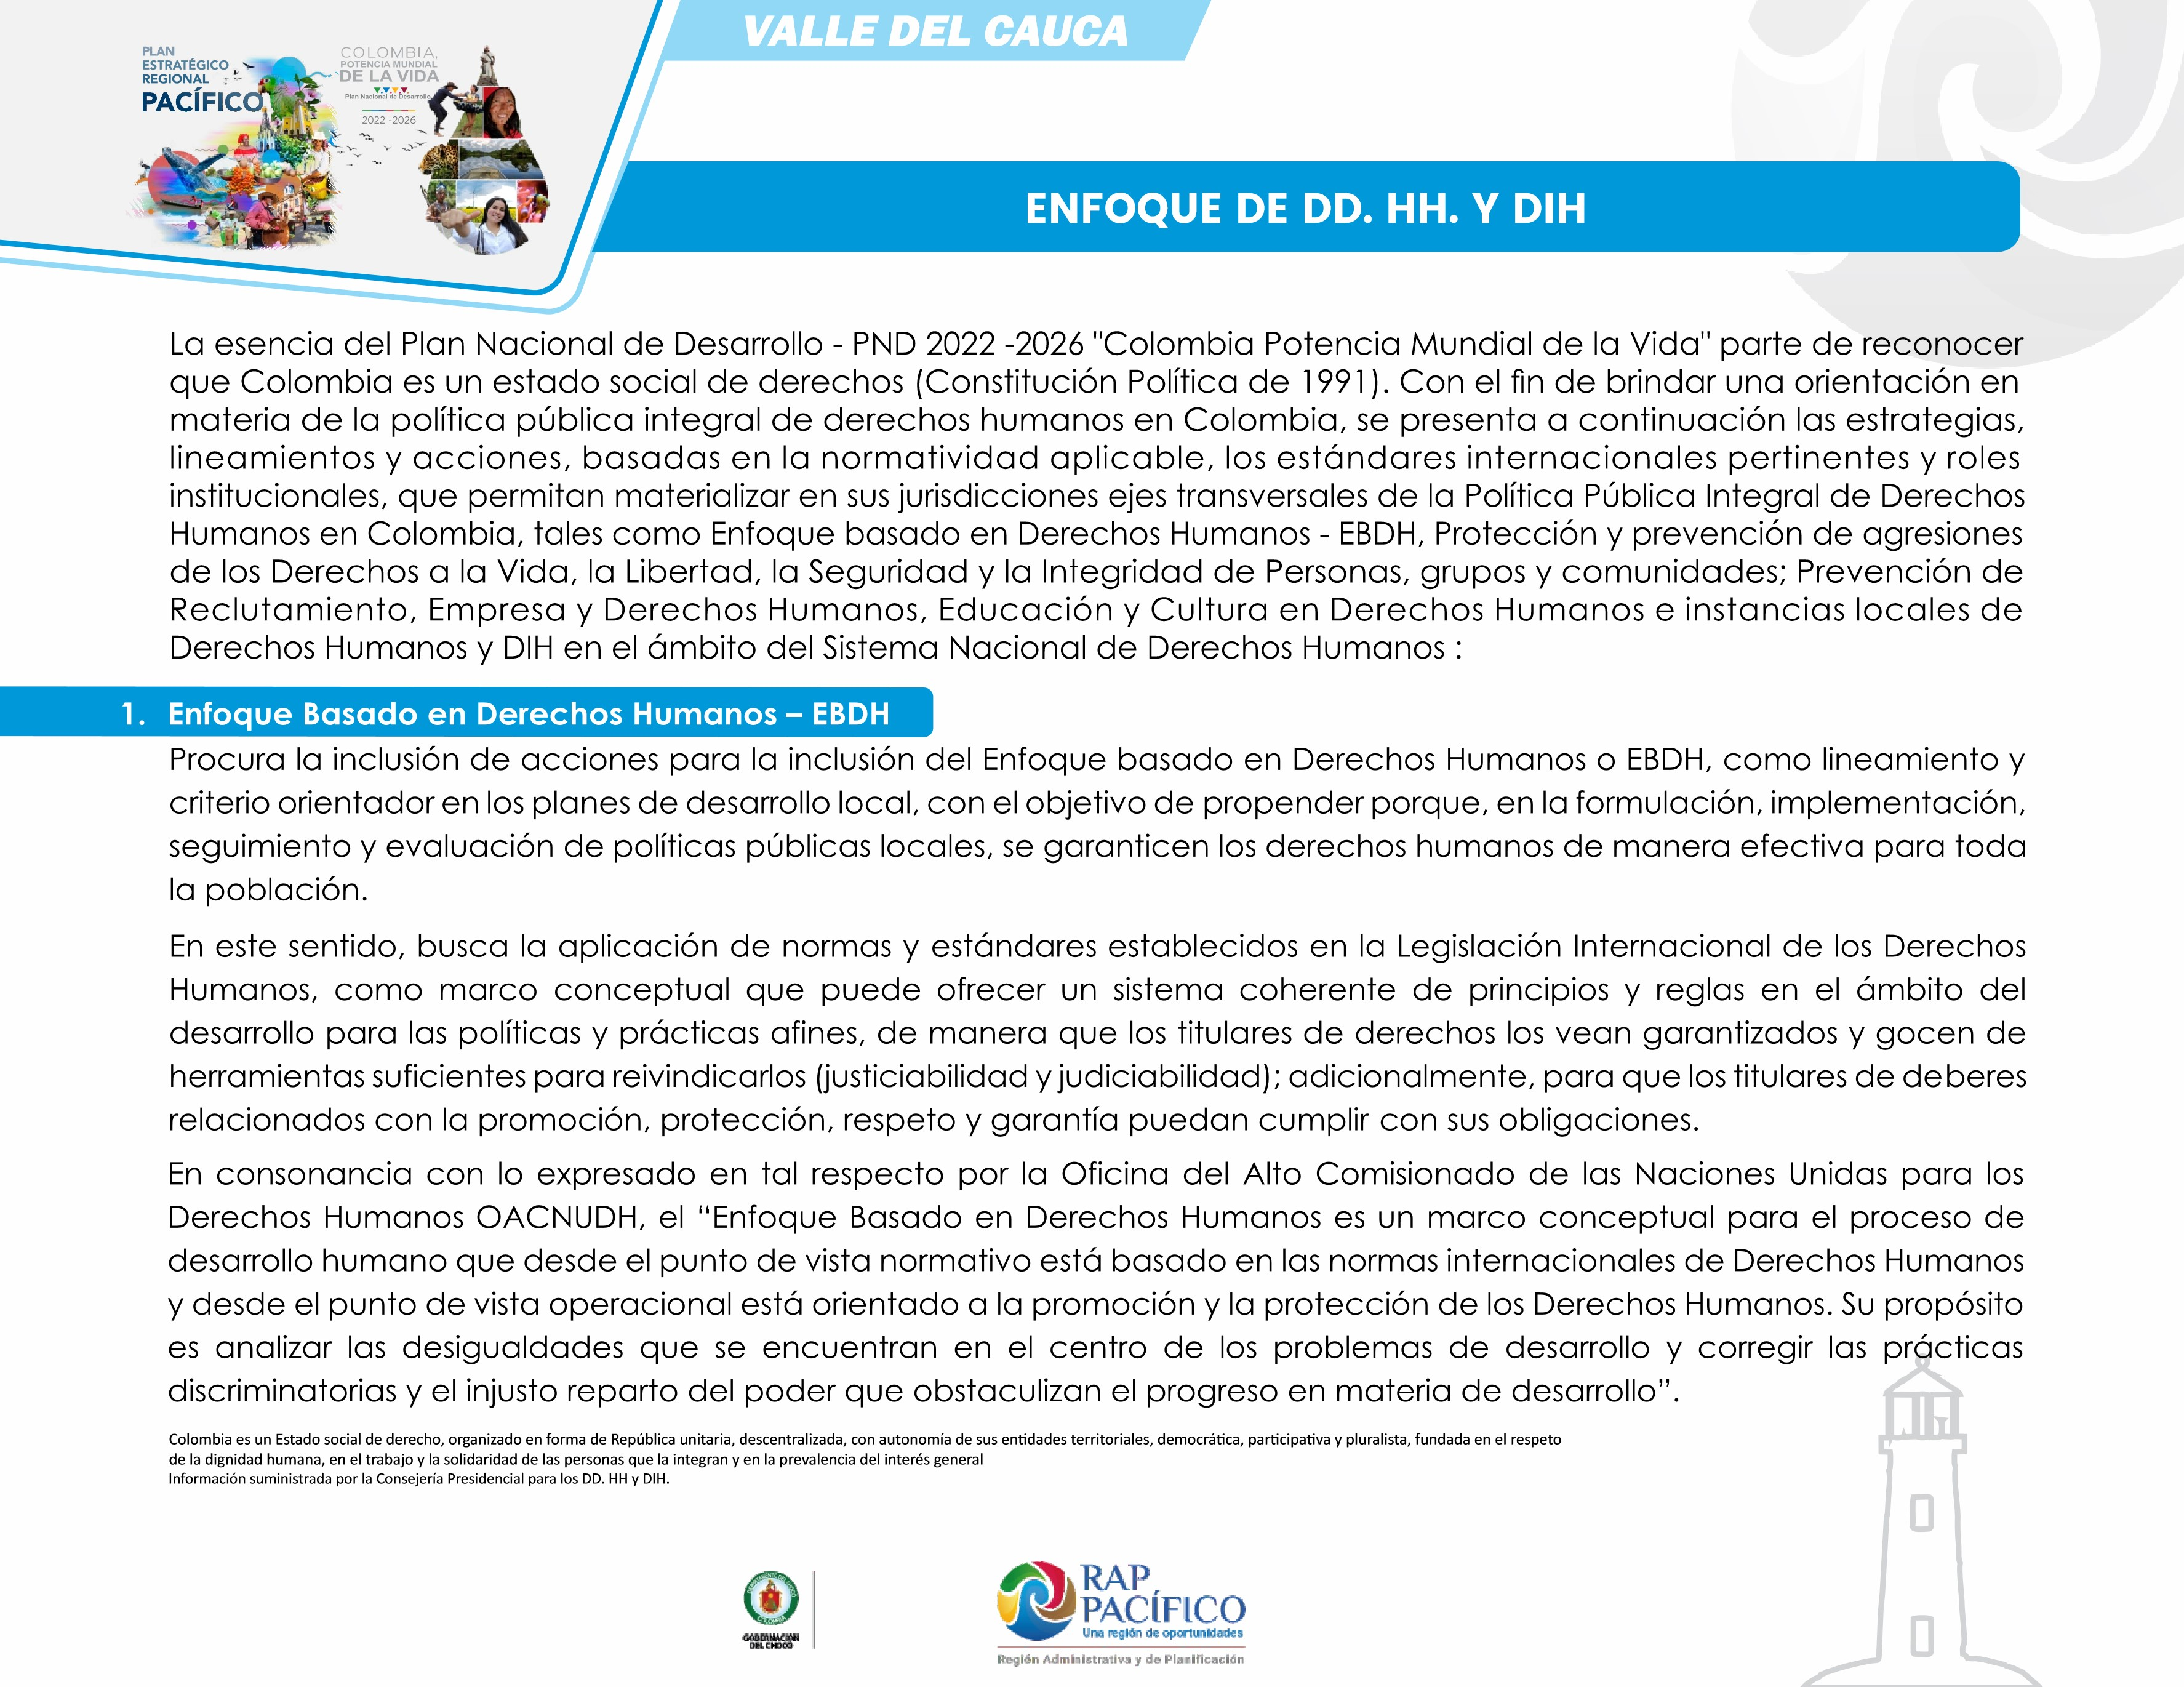 VALLE DEL CAUCA
PLAN
ESTRATÉGICO
REGIONAL
PACÍFICO
COLOMBIA,
POTENCIA MUNDIAL
DE LA VIDA
Plan Nacional de Desarrollo
2022 -2026
ENFOQUE DE DD. HH. Y DIH
La esencia del Plan Nacional de Desarrollo - PND 2022 -2026 "Colombia Potencia Mundial de la Vida" parte de reconocer
que Colombia es un estado social de derechos (Constitución Política de 1991). Con el fin de brindar una orientación en
materia de la política pública integral de derechos humanos en Colombia, se presenta a continuación las estrategias,
lineamientos y acciones, basadas en la normatividad aplicable, los estándares internacionales pertinentes y roles
institucionales, que permitan materializar en sus jurisdicciones ejes transversales de la Política Pública Integral de Derechos
Humanos en Colombia, tales como Enfoque basado en Derechos Humanos - EBDH, Protección y prevención de agresiones
de los Derechos a la Vida, la Libertad, la Seguridad y la Integridad de Personas, grupos y comunidades; Prevención de
Reclutamiento, Empresa y Derechos Humanos, Educación y Cultura en Derechos Humanos e instancias locales de
Derechos Humanos y DIH en el ámbito del Sistema Nacional de Derechos Humanos :
1. Enfoque Basado en Derechos Humanos – EBDH
Procura la inclusión de acciones para la inclusión del Enfoque basado en Derechos Humanos o EBDH, como lineamiento y
criterio orientador en los planes de desarrollo local, con el objetivo de propender porque, en la formulación, implementación,
seguimiento y evaluación de políticas públicas locales, se garanticen los derechos humanos de manera efectiva para toda
la población.
En este sentido, busca la aplicación de normas y estándares establecidos en la Legislación Internacional de los Derechos
Humanos, como marco conceptual que puede ofrecer un sistema coherente de principios y reglas en el ámbito del
desarrollo para las políticas y prácticas afines, de manera que los titulares de derechos los vean garantizados y gocen de
herramientas suficientes para reivindicarlos (justiciabilidad y judiciabilidad); adicionalmente, para que los titulares de deberes
relacionados con la promoción, protección, respeto y garantía puedan cumplir con sus obligaciones.
En consonancia con lo expresado en tal respecto por la Oficina del Alto Comisionado de las Naciones Unidas para los
Derechos Humanos OACNUDH, el “Enfoque Basado en Derechos Humanos es un marco conceptual para el proceso de
desarrollo humano que desde el punto de vista normativo está basado en las normas internacionales de Derechos Humanos
y desde el punto de vista operacional está orientado a la promoción y la protección de los Derechos Humanos. Su propósito
es analizar las desigualdades que se encuentran en el centro de los problemas de desarrollo y corregir las prácticas
discriminatorias y el injusto reparto del poder que obstaculizan el progreso en materia de desarrollo”.
Colombia es un Estado social de derecho, organizado en forma de República unitaria, descentralizada, con autonomía de sus entidades territoriales, democrática, participativa y pluralista, fundada en el respeto
de la dignidad humana, en el trabajo y la solidaridad de las personas que la integran y en la prevalencia del interés general
Información suministrada por la Consejería Presidencial para los DD. HH y DIH.
GOBERNACIÓN
DEL CHOCÓ
RAP
PACÍFICO
Una región de oportunidades
Región Administrativa y de Planificación